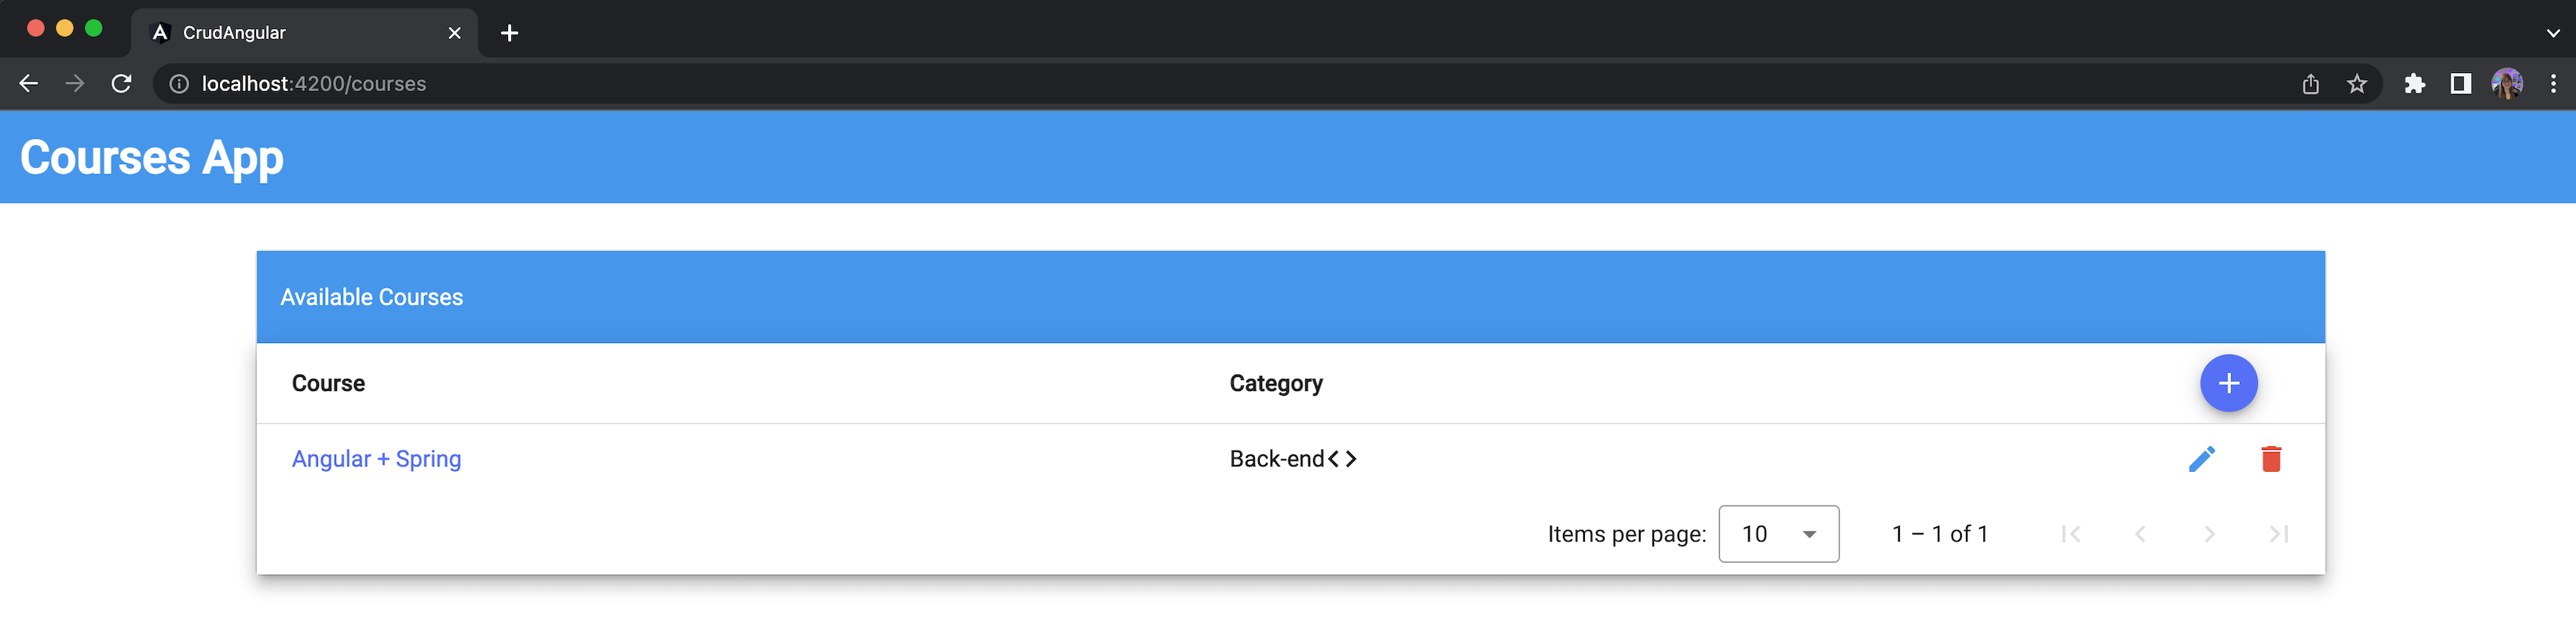 CrudAngular
localhost:4200/courses
Courses App
Available Courses
Course Category
Angular + Spring Back-end
Items per page: 10 1 – 1 of 1